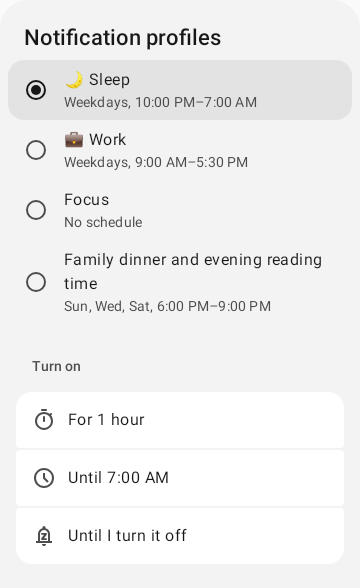 Notification profiles
🌙 Sleep
Weekdays, 10:00 PM–7:00 AM
💼 Work
Weekdays, 9:00 AM–5:30 PM
Focus
No schedule
Family dinner and evening reading
time
Sun, Wed, Sat, 6:00 PM–9:00 PM
Turn on
For 1 hour
Until 7:00 AM
Until I turn it off